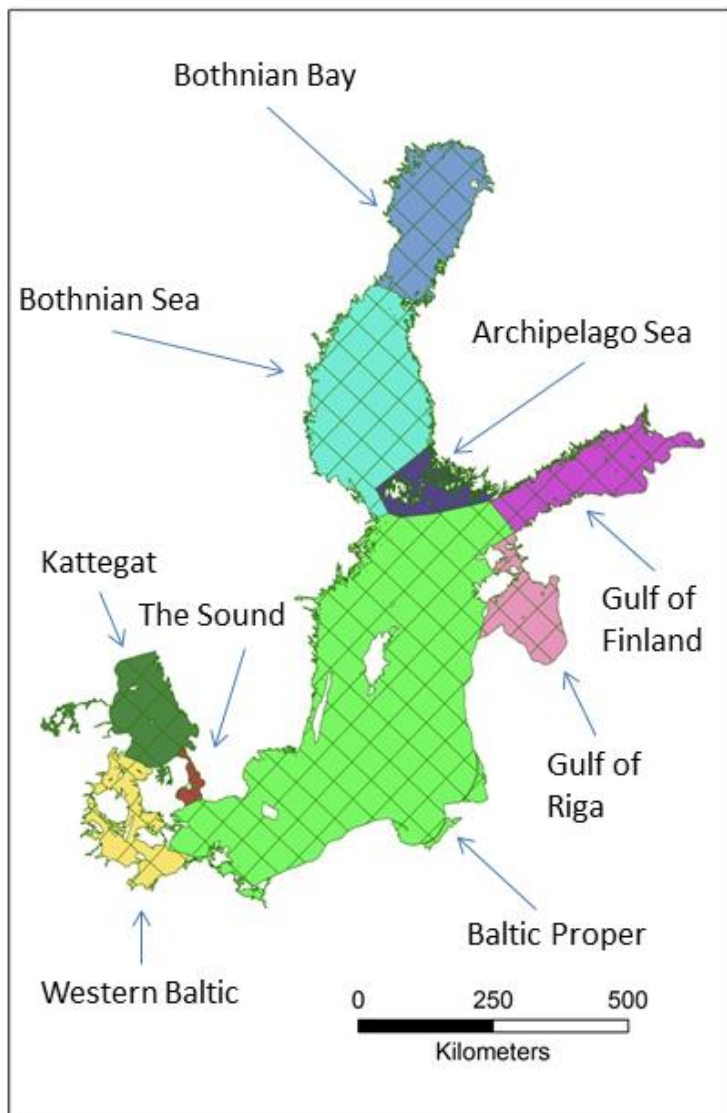 Bothnian Bay
Bothnian Sea
Archipelago Sea
Kattegat
The Sound
Gulf of
Finland
Gulf of
Riga
Baltic Proper
Western Baltic
0 250 500
Kilometers